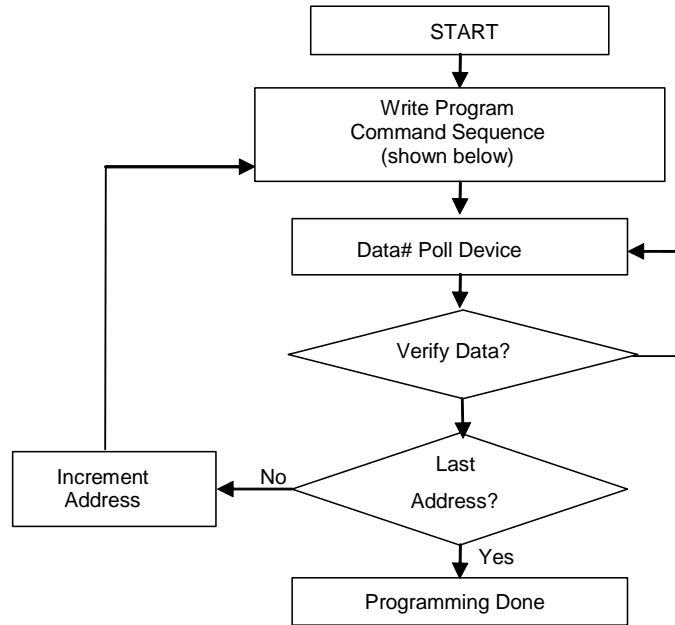 START
Write Program
Command Sequence
(shown below)
Data# Poll Device
Verify Data?
Last
Address?
No
Increment
Address
Yes
Programming Done